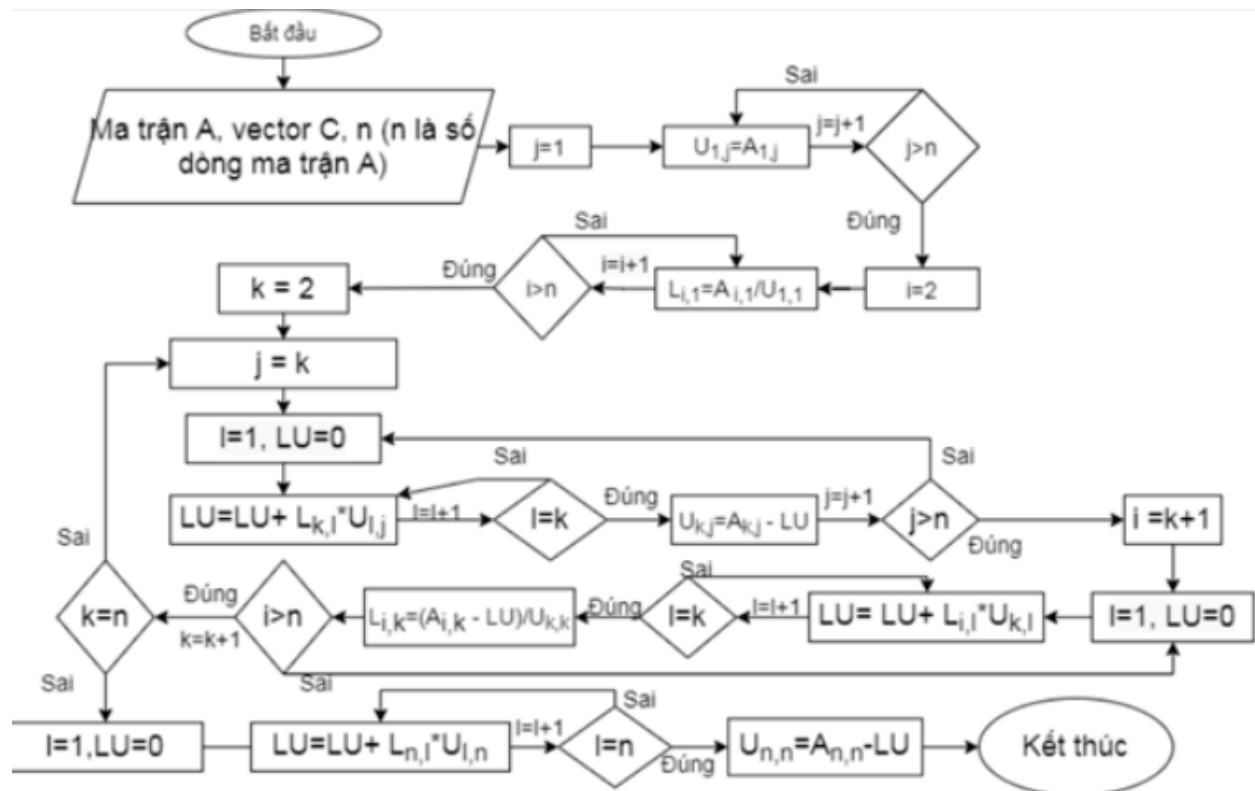 Bắt đầu
Ma trận A, vector C, n (n là số
dòng ma trận A)
j=1
U1,j=A1,j
j=j+1
Sai
j>n
Đúng
i=2
Li,1=A i,1/U1,1
i=i+1
Sai
i>n
Đúng
k = 2
j = k
l=1, LU=0
LU=LU+ Lk,l*Ul,j
l=l+1
Sai
l=k
Đúng
Uk,j=Ak,j - LU
j=j+1
Sai
j>n
Đúng
i =k+1
l=1, LU=0
LU= LU+ Li,l*Uk,l
l=l+1
Sai
l=k
Đúng
Li,k=(Ai,k - LU)/Uk,k
i>n
Sai
Đúng
k=k+1
k=n
Sai
Sai
l=1,LU=0
LU=LU+ Ln,l*Ul,n
l=l+1
Sai
l=n
Đúng
Un,n=An,n-LU
Kết thúc